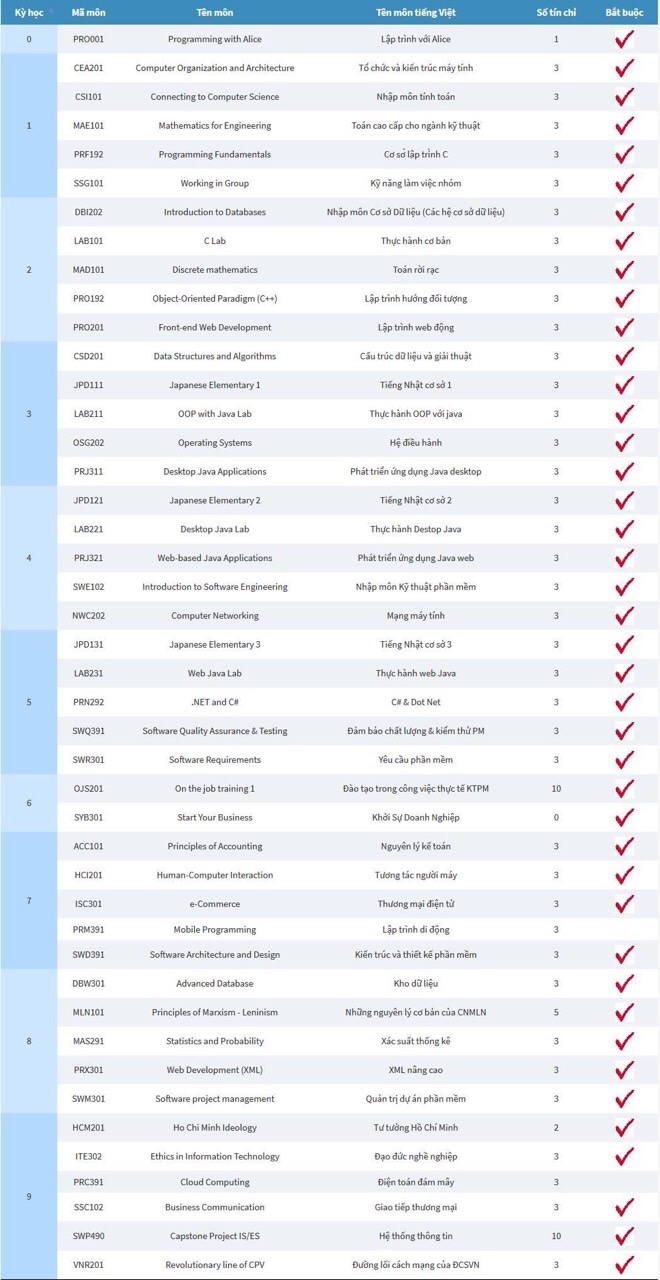 Kỳ học Mã môn Tên môn Tên môn tiếng Việt Số tín chỉ Bắt buộc
0 PRO001 Programming with Alice Lập trình với Alice 1
CEA201 Computer Organization and Architecture Tổ chức và kiến trúc máy tính 3
CSI101 Connecting to Computer Science Nhập môn tính toán 3
1 MAE101 Mathematics for Engineering Toán cao cấp cho ngành kỹ thuật 3
PRF192 Programming Fundamentals Cơ sở lập trình C 3
SSG101 Working in Group Kỹ năng làm việc nhóm 3
DBI202 Introduction to Databases Nhập môn Cơ sở Dữ liệu (Các hệ cơ sở dữ liệu) 3
LAB101 C Lab Thực hành cơ bản 3
2 MAD101 Discrete mathematics Toán rời rạc 3
PRO192 Object-Oriented Paradigm (C++) Lập trình hướng đối tượng 3
PRO201 Front-end Web Development Lập trình web động 3
CSD201 Data Structures and Algorithms Cấu trúc dữ liệu và giải thuật 3
JPD111 Japanese Elementary 1 Tiếng Nhật cơ sở 1 3
3 LAB211 OOP with Java Lab Thực hành OOP với java 3
OSG202 Operating Systems Hệ điều hành 3
PRJ311 Desktop Java Applications Phát triển ứng dụng Java desktop 3
JPD121 Japanese Elementary 2 Tiếng Nhật cơ sở 2 3
LAB221 Desktop Java Lab Thực hành Destop Java 3
4 PRJ321 Web-based Java Applications Phát triển ứng dụng Java web 3
SWE102 Introduction to Software Engineering Nhập môn Kỹ thuật phần mềm 3
NWC202 Computer Networking Mạng máy tính 3
JPD131 Japanese Elementary 3 Tiếng Nhật cơ sở 3 3
LAB231 Web Java Lab Thực hành web Java 3
5 PRN292 .NET and C# C# & Dot Net 3
SWQ391 Software Quality Assurance & Testing Đảm bảo chất lượng & kiểm thử PM 3
SWR301 Software Requirements Yêu cầu phần mềm 3
6 OJS201 On the job training 1 Đào tạo trong công việc thực tế KTPM 10
SYB301 Start Your Business Khởi Sự Doanh Nghiệp 0
ACC101 Principles of Accounting Nguyên lý kế toán 3
HCI201 Human-Computer Interaction Tương tác người máy 3
7 ISC301 e-Commerce Thương mại điện tử 3
PRM391 Mobile Programming Lập trình di động 3
SWD391 Software Architecture and Design Kiến trúc và thiết kế phần mềm 3
DBW301 Advanced Database Kho dữ liệu 3
MLN101 Principles of Marxism - Leninism Những nguyên lý cơ bản của CNMLN 5
8 MAS291 Statistics and Probability Xác suất thống kê 3
PRX301 Web Development (XML) XML nâng cao 3
SWM301 Software project management Quản trị dự án phần mềm 3
HCM201 Ho Chi Minh Ideology Tư tưởng Hồ Chí Minh 2
ITE302 Ethics in Information Technology Đạo đức nghề nghiệp 3
PRC391 Cloud Computing Điện toán đám mây 3
9 SSC102 Business Communication Giao tiếp thương mại 3
SWP490 Capstone Project IS/ES Hệ thống thông tin 10
VNR201 Revolutionary line of CPV Đường lối cách mạng của ĐCSVN 3